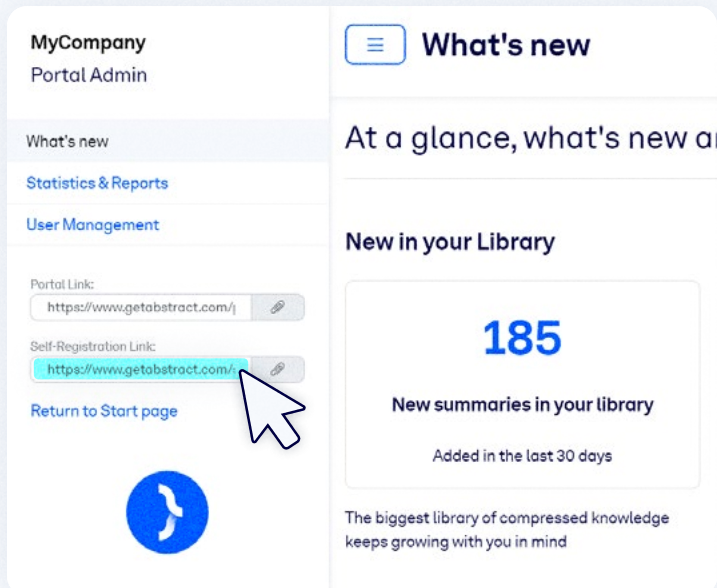 MyCompany
Portal Admin
What's new
Statistics & Reports
User Management
Portal Link:
https://www.getabstract.com/
Self-Registration Link:
https://www.getabstract.com/
Return to Start page
What's new
At a glance, what's new
New in your Library
185
New summaries in your library
Added in the last 30 days
The biggest library of compressed knowledge
keeps growing with you in mind